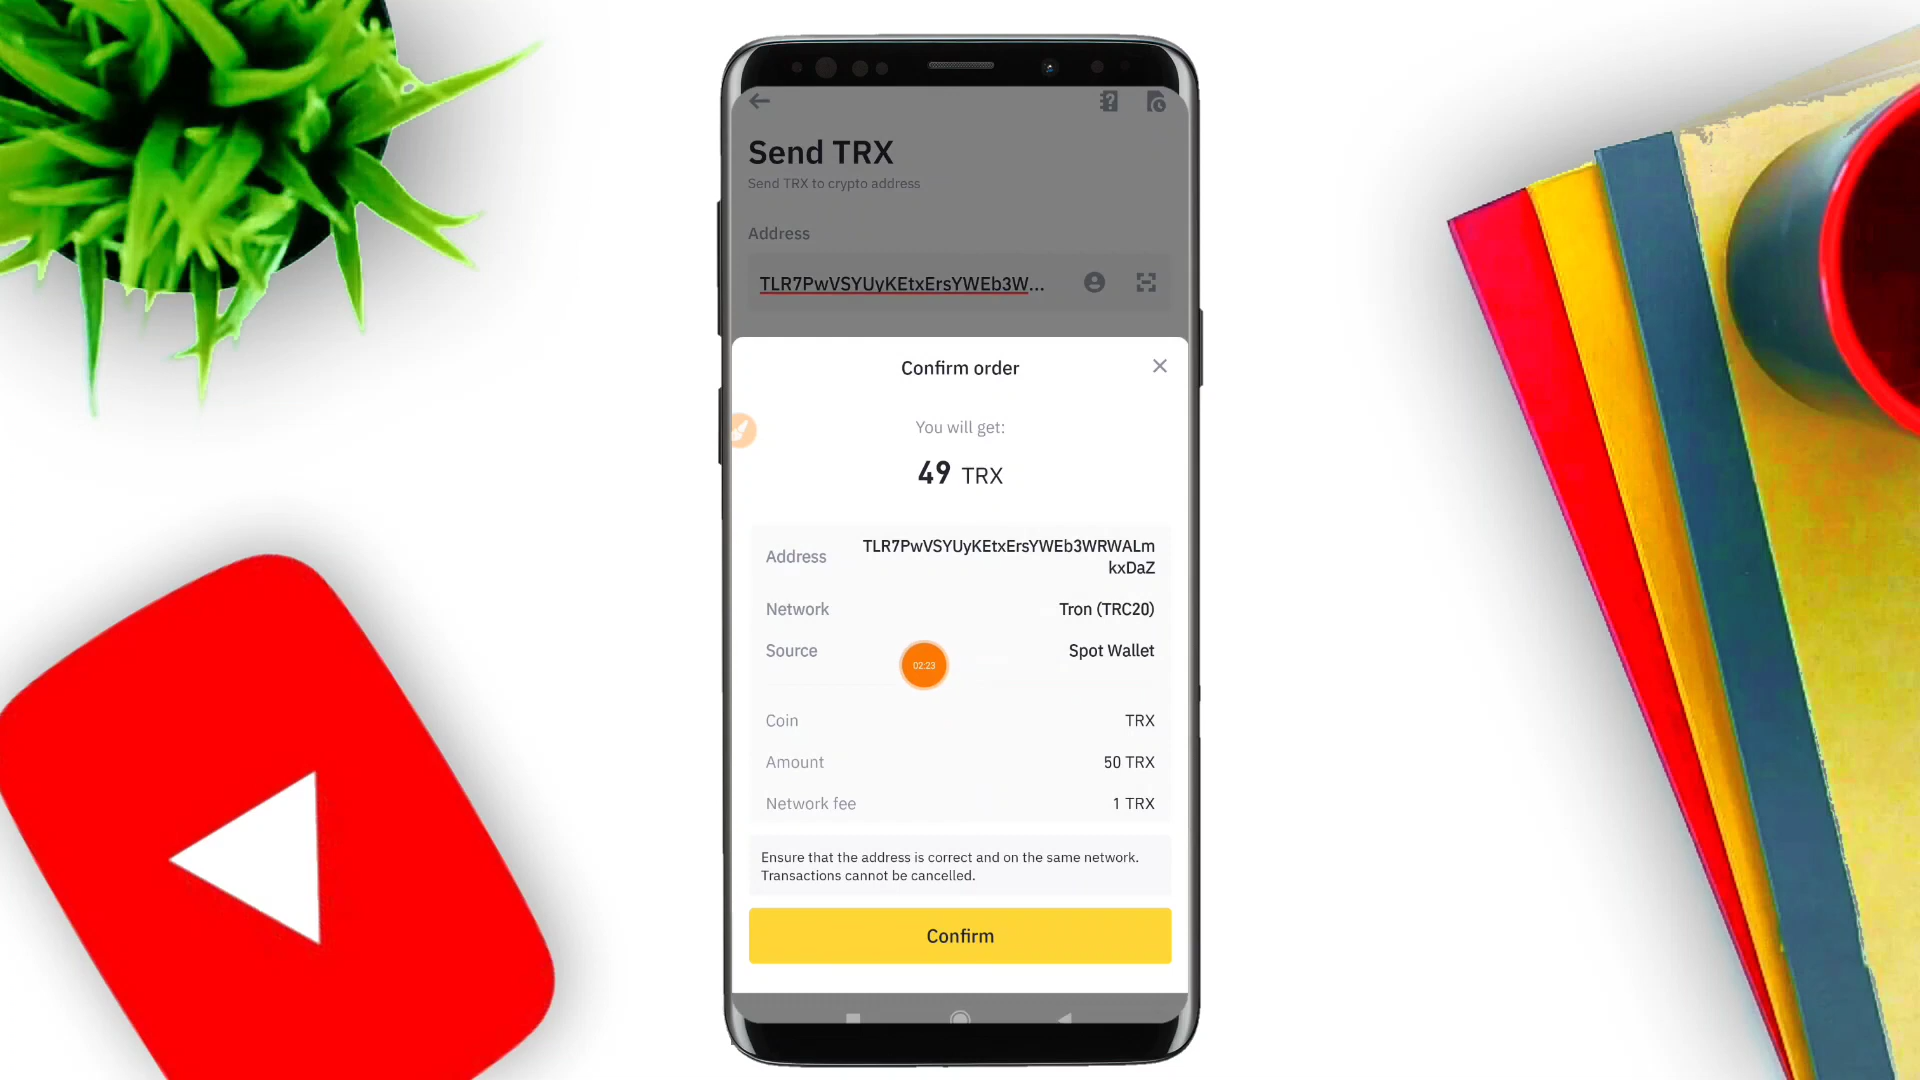 Send TRX
Send TRX to crypto address
Address
TLR7PwVSYUyKEtxErsYWEb3W...
Confirm order
You will get:
49 TRX
Address TLR7PwVSYUyKEtxErsYWEb3WRWALm
kxDaZ
Network Tron (TRC20)
Source Spot Wallet
02:23
Coin TRX
Amount 50 TRX
Network fee 1 TRX
Ensure that the address is correct and on the same network.
Transactions cannot be cancelled.
Confirm